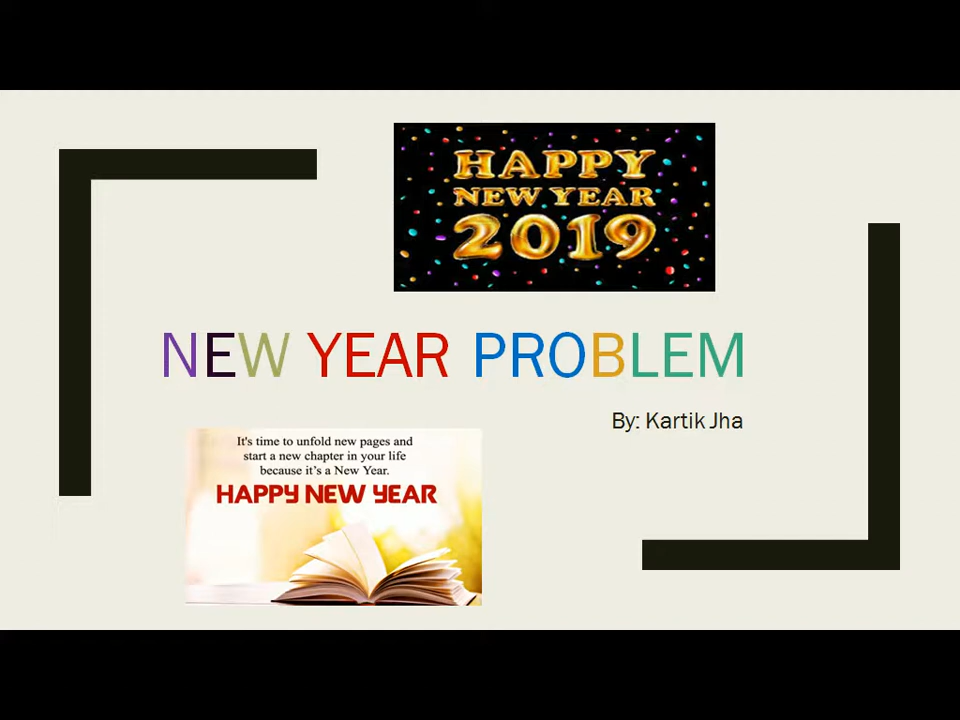 HAPPY
NEW YEAR
2019
NEW YEAR PROBLEM
By: Kartik Jha
It's time to unfold new pages and
start a new chapter in your life
because it's a New Year.
HAPPY NEW YEAR